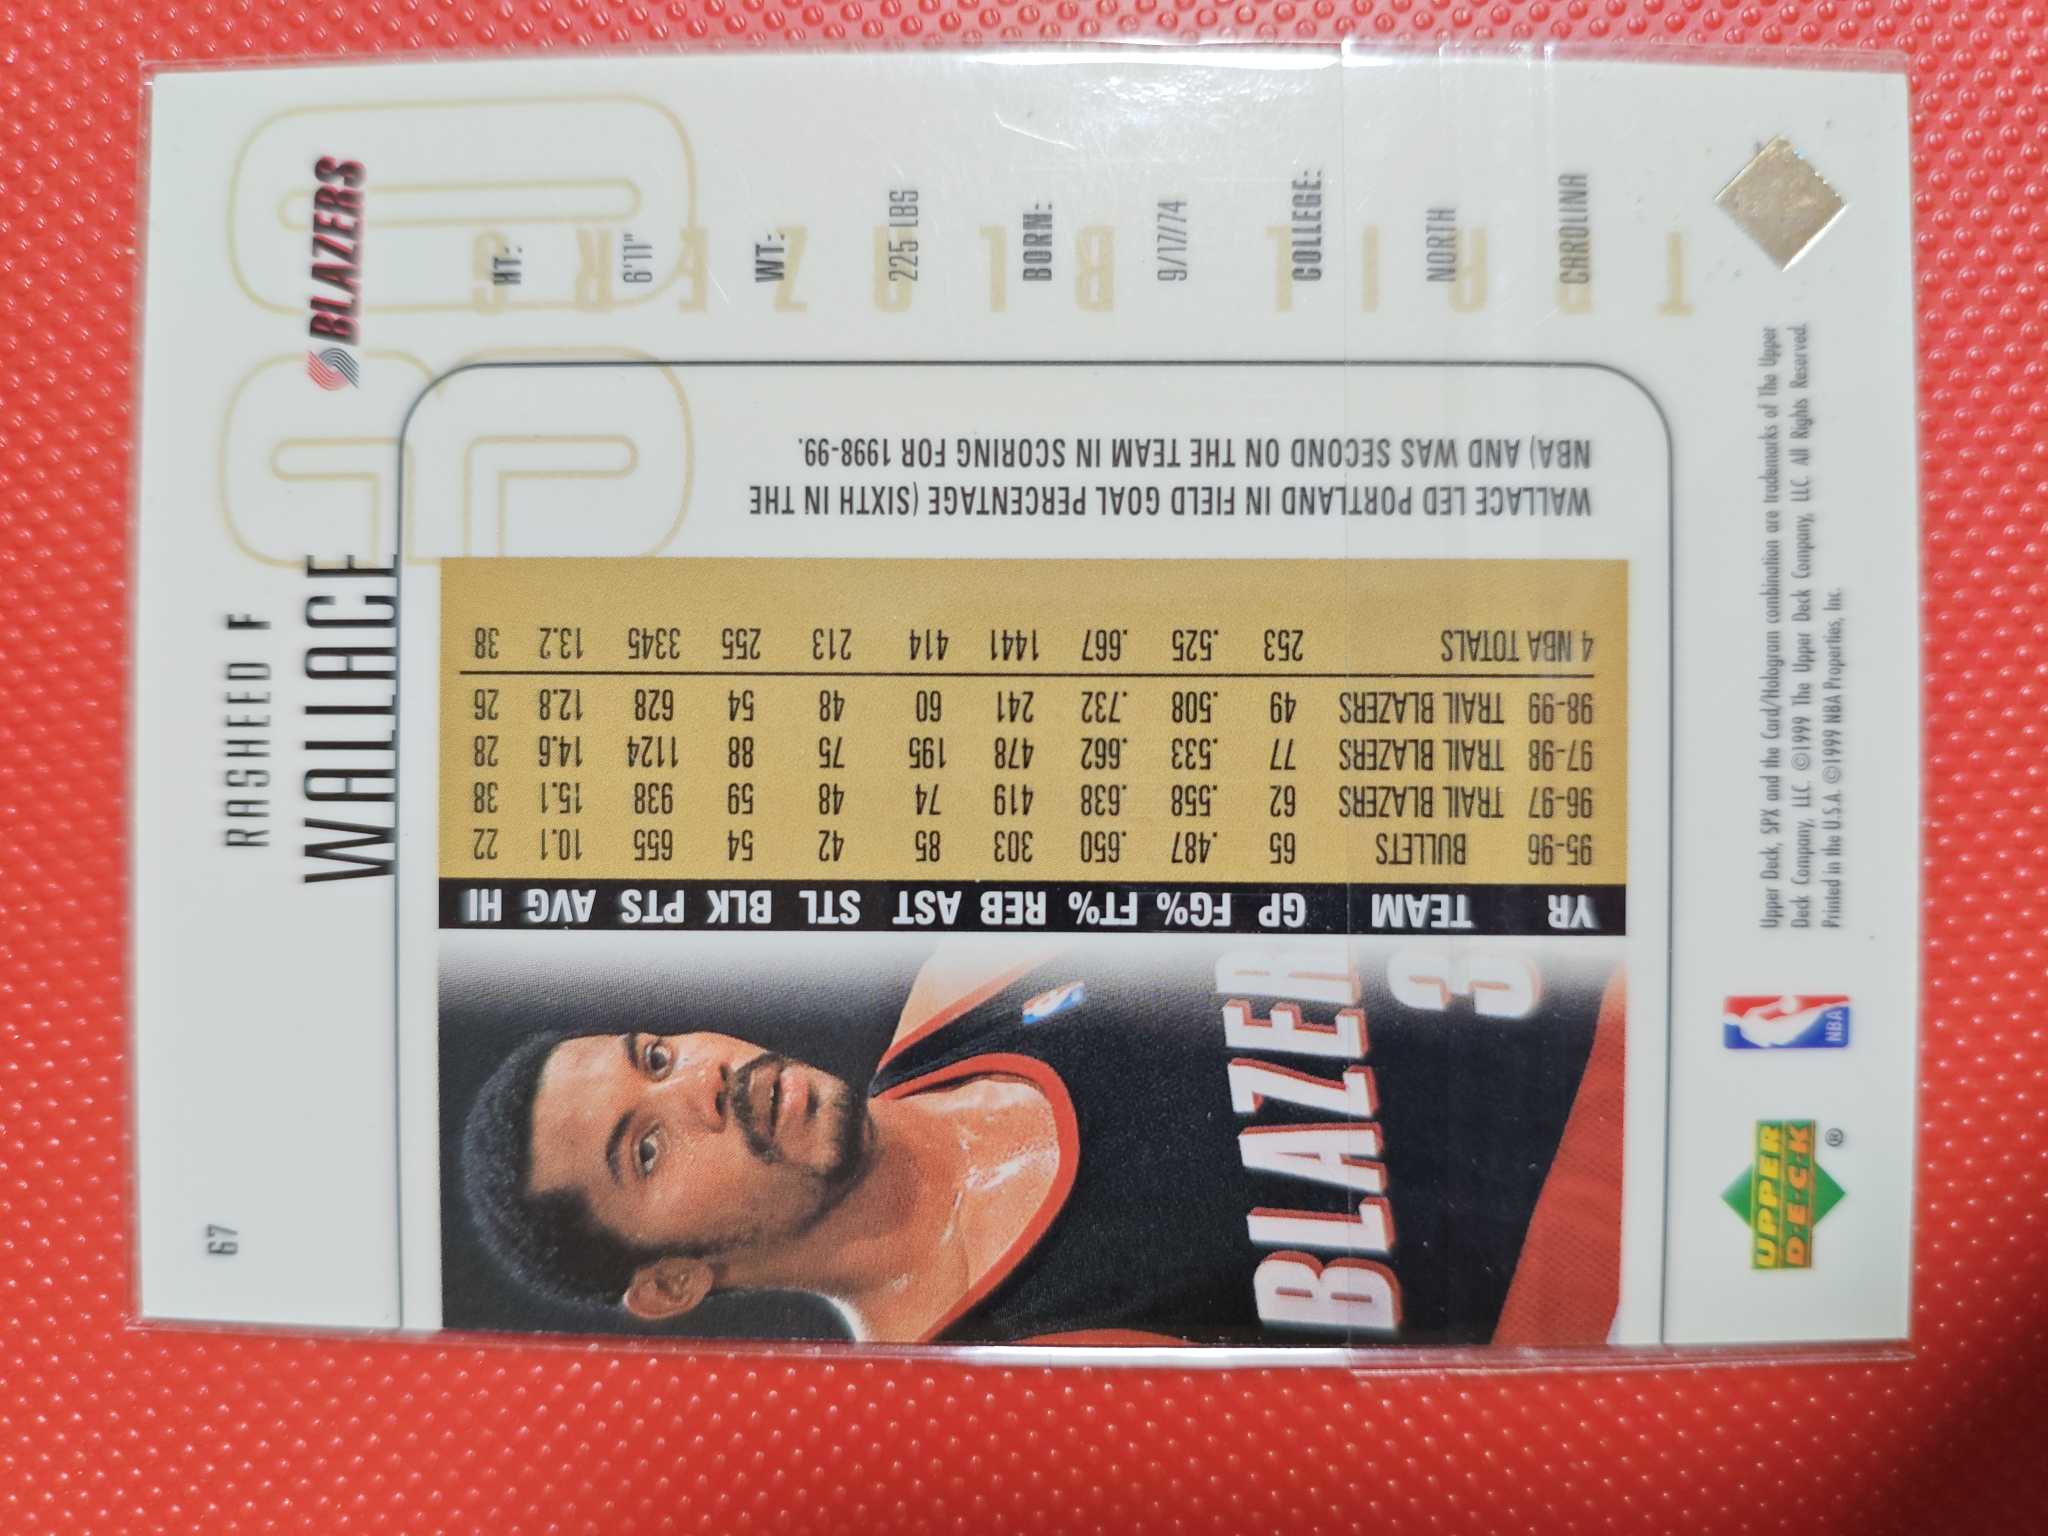 67
RASHEED F
WALLACE
BLAZERS
30
HT:
6'11"
WT:
225 LBS
BORN:
9/17/74
COLLEGE:
NORTH
CAROLINA
TRAIL BLAZERS
BLAZER
3
YR TEAM GP FG% FT% REB AST STL BLK PTS AVG HI
95-96 BULLETS 65 .487 .650 303 85 42 54 655 10.1 22
96-97 TRAIL BLAZERS 62 .558 .638 419 74 48 59 938 15.1 38
97-98 TRAIL BLAZERS 77 .533 .662 478 195 75 88 1124 14.6 28
98-99 TRAIL BLAZERS 49 .508 .732 241 60 48 54 628 12.8 26
4 NBA TOTALS 253 .525 .667 1441 414 213 255 3345 13.2 38
WALLACE LED PORTLAND IN FIELD GOAL PERCENTAGE (SIXTH IN THE
NBA) AND WAS SECOND ON THE TEAM IN SCORING FOR 1998-99.
UPPER
DECK ®
NBA
Upper Deck, SPX and the Card/Hologram combination are trademarks of The Upper
Deck Company, LLC. ©1999 The Upper Deck Company, LLC. All Rights Reserved.
Printed in the U.S.A. ©1999 NBA Properties, Inc.